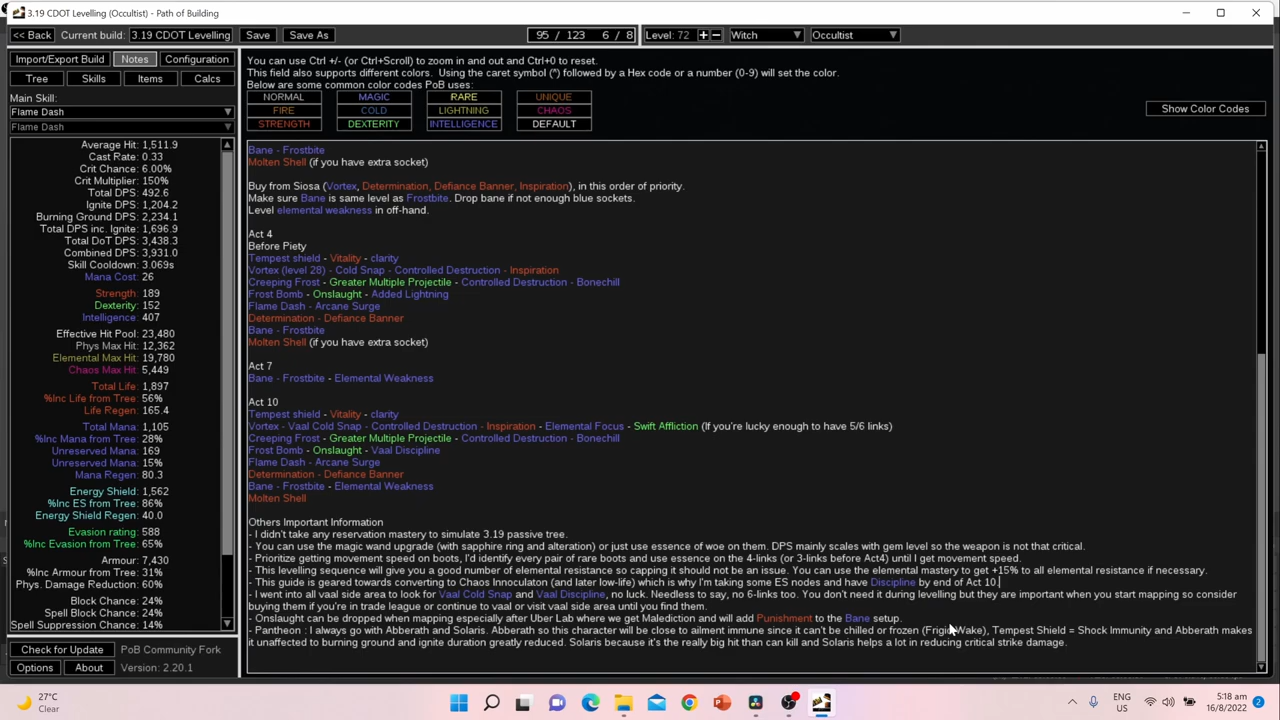 3.19 CDOT Levelling (Occultist) - Path of Building
<< Back Current build: 3.19 CDOT Levelling Save Save As 95 / 123 6 / 8 Level: 72 + - Witch Occultist
Import/Export Build Notes Configuration
Tree Skills Items Calcs
Main Skill:
Flame Dash
Flame Dash
Average Hit: 1,511.9
Cast Rate: 0.33
Crit Chance: 6.00%
Crit Multiplier: 150%
Total DPS: 492.6
Ignite DPS: 1,204.2
Burning Ground DPS: 2,234.1
Total DPS inc. Ignite: 1,696.9
Total DoT DPS: 3,438.3
Combined DPS: 3,931.0
Skill Cooldown: 3.069s
Mana Cost: 26
Strength: 189
Dexterity: 152
Intelligence: 407
Effective Hit Pool: 23,480
Phys Max Hit: 12,362
Elemental Max Hit: 19,780
Chaos Max Hit: 5,449
Total Life: 1,897
%Inc Life from Tree: 56%
Life Regen: 165.4
Total Mana: 1,105
%Inc Mana from Tree: 28%
Unreserved Mana: 169
Unreserved Mana: 15%
Mana Regen: 80.3
Energy Shield: 1,562
%Inc ES from Tree: 86%
Energy Shield Regen: 40.0
Evasion rating: 588
%Inc Evasion from Tree: 65%
Armour: 7,430
%Inc Armour from Tree: 31%
Phys. Damage Reduction: 60%
Block Chance: 24%
Spell Block Chance: 24%
Spell Suppression Chance: 14%
Check for Update PoB Community Fork
Options About Version: 2.20.1
You can use Ctrl +/- (or Ctrl+Scroll) to zoom in and out and Ctrl+0 to reset.
This field also supports different colors. Using the caret symbol (^) followed by a Hex code or a number (0-9) will set the color.
Below are some common color codes PoB uses:
NORMAL MAGIC RARE UNIQUE
FIRE COLD LIGHTNING CHAOS
STRENGTH DEXTERITY INTELLIGENCE DEFAULT
Show Color Codes
Bane - Frostbite
Molten Shell (if you have extra socket)
Buy from Siosa (Vortex, Determination, Defiance Banner, Inspiration), in this order of priority.
Make sure Bane is same level as Frostbite. Drop bane if not enough blue sockets.
Level elemental weakness in off-hand.
Act 4
Before Piety
Tempest shield - Vitality - clarity
Vortex (level 28) - Cold Snap - Controlled Destruction - Inspiration
Creeping Frost - Greater Multiple Projectile - Controlled Destruction - Bonechill
Frost Bomb - Onslaught - Added Lightning
Flame Dash - Arcane Surge
Determination - Defiance Banner
Bane - Frostbite
Molten Shell (if you have extra socket)
Act 7
Bane - Frostbite - Elemental Weakness
Act 10
Tempest shield - Vitality - clarity
Vortex - Vaal Cold Snap - Controlled Destruction - Inspiration - Elemental Focus - Swift Affliction (If you're lucky enough to have 5/6 links)
Creeping Frost - Greater Multiple Projectile - Controlled Destruction - Bonechill
Frost Bomb - Onslaught - Vaal Discipline
Flame Dash - Arcane Surge
Determination - Defiance Banner
Bane - Frostbite - Elemental Weakness
Molten Shell
Others Important Information
- I didn't take any reservation mastery to simulate 3.19 passive tree.
- You can use the magic wand upgrade (with sapphire ring and alteration) or just use essence of woe on them. DPS mainly scales with gem level so the weapon is not that critical.
- Prioritize getting movement speed on boots, I'd identify every pair of rare boots and use essence on the 4-links (or 3-links before Act4) until I get movement speed.
- This levelling sequence will give you a good number of elemental resistance so capping it should not be an issue. You can use the elemental mastery to get +15% to all elemental resistance if necessary.
- This guide is geared towards converting to Chaos Innoculaton (and later low-life) which is why I'm taking some ES nodes and have Discipline by end of Act 10.
- I went into all vaal side area to look for Vaal Cold Snap and Vaal Discipline, no luck. Needless to say, no 6-links too. You don't need it during levelling but they are important when you start mapping so consider
buying them if you're in trade league or continue to vaal or visit vaal side area until you find them.
- Onslaught can be dropped when mapping especially after Uber Lab where we get Malediction and will add Punishment to the Bane setup.
- Pantheon : I always go with Abberath and Solaris. Abberath so this character will be close to ailment immune since it can't be chilled or frozen (Frigid Wake), Tempest Shield = Shock Immunity and Abberath makes
it unaffected to burning ground and ignite duration greatly reduced. Solaris because it's the really big hit than can kill and Solaris helps a lot in reducing critical strike damage.
27°C
Clear
ENG
US
5:18 am
16/8/2022